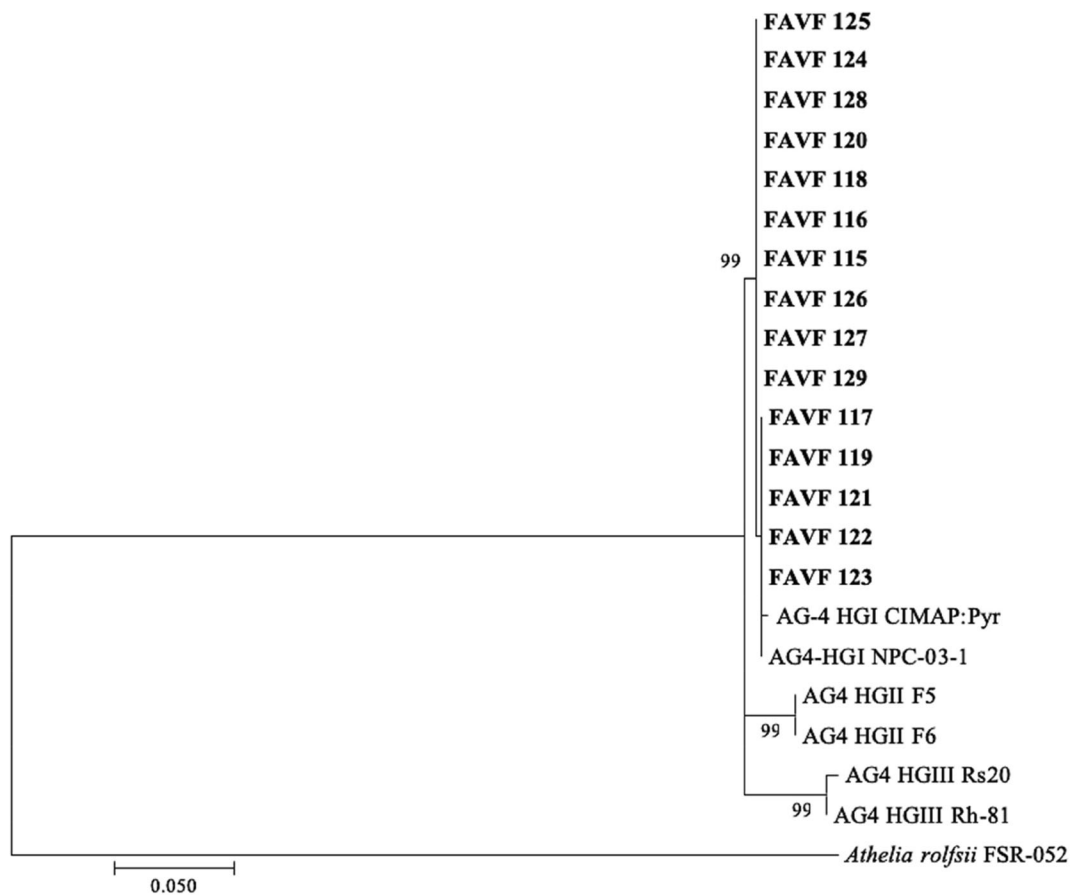 FAVF 125
FAVF 124
FAVF 128
FAVF 120
FAVF 118
FAVF 116
99
FAVF 115
FAVF 126
FAVF 127
FAVF 129
FAVF 117
FAVF 119
FAVF 121
FAVF 122
FAVF 123
AG-4 HGI CIMAP:Pyr
AG4-HGI NPC-03-1
AG4 HGII F5
99
AG4 HGII F6
AG4 HGIII Rs20
99
AG4 HGIII Rh-81
Athelia rolfsii FSR-052
0.050